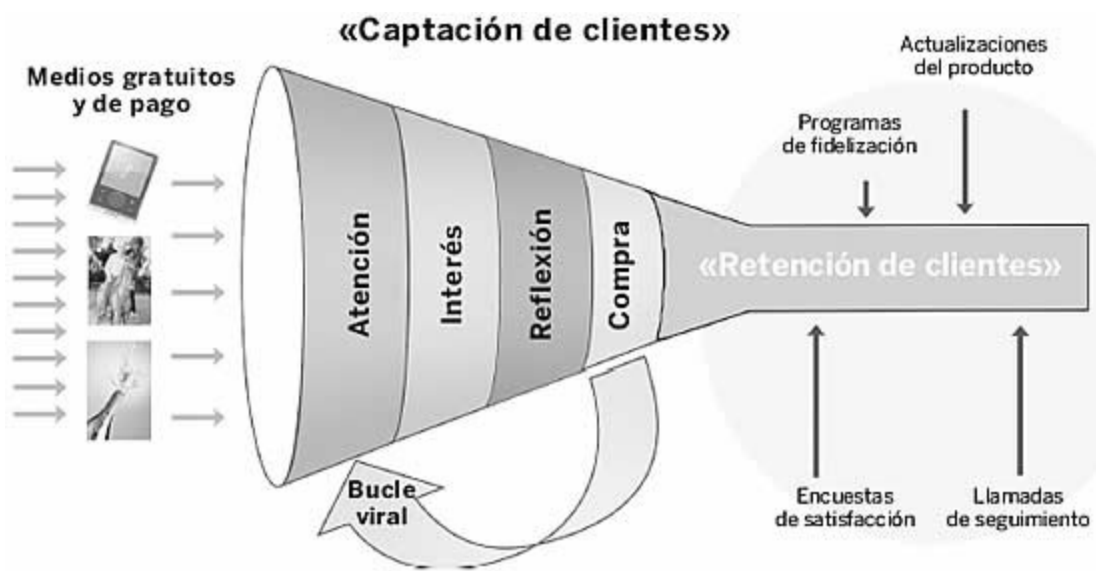 «Captación de clientes»
Medios gratuitos
y de pago
Atención
Interés
Reflexión
Compra
Bucle
viral
«Retención de clientes»
Programas
de fidelización
Actualizaciones
del producto
Encuestas
de satisfacción
Llamadas
de seguimiento